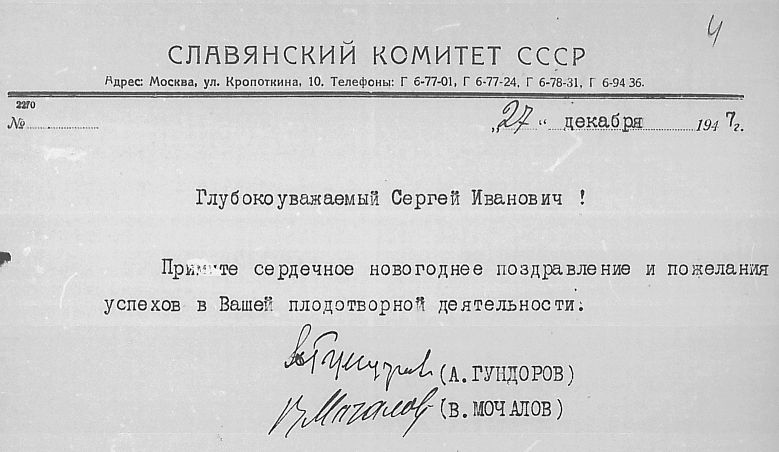 4
СЛАВЯНСКИЙ КОМИТЕТ СССР
Адрес: Москва, ул. Кропоткина, 10. Телефоны: Г 6-77-01, Г 6-77-24, Г 6-78-31, Г 6-94 36.
2270
№
„27“ декабря 1947г.
Глубокоуважаемый Сергей Иванович !
Примите сердечное новогоднее поздравление и пожелания
успехов в Вашей плодотворной деятельности.
(А.ГУНДОРОВ)
В Мочалов (В.МОЧАЛОВ)